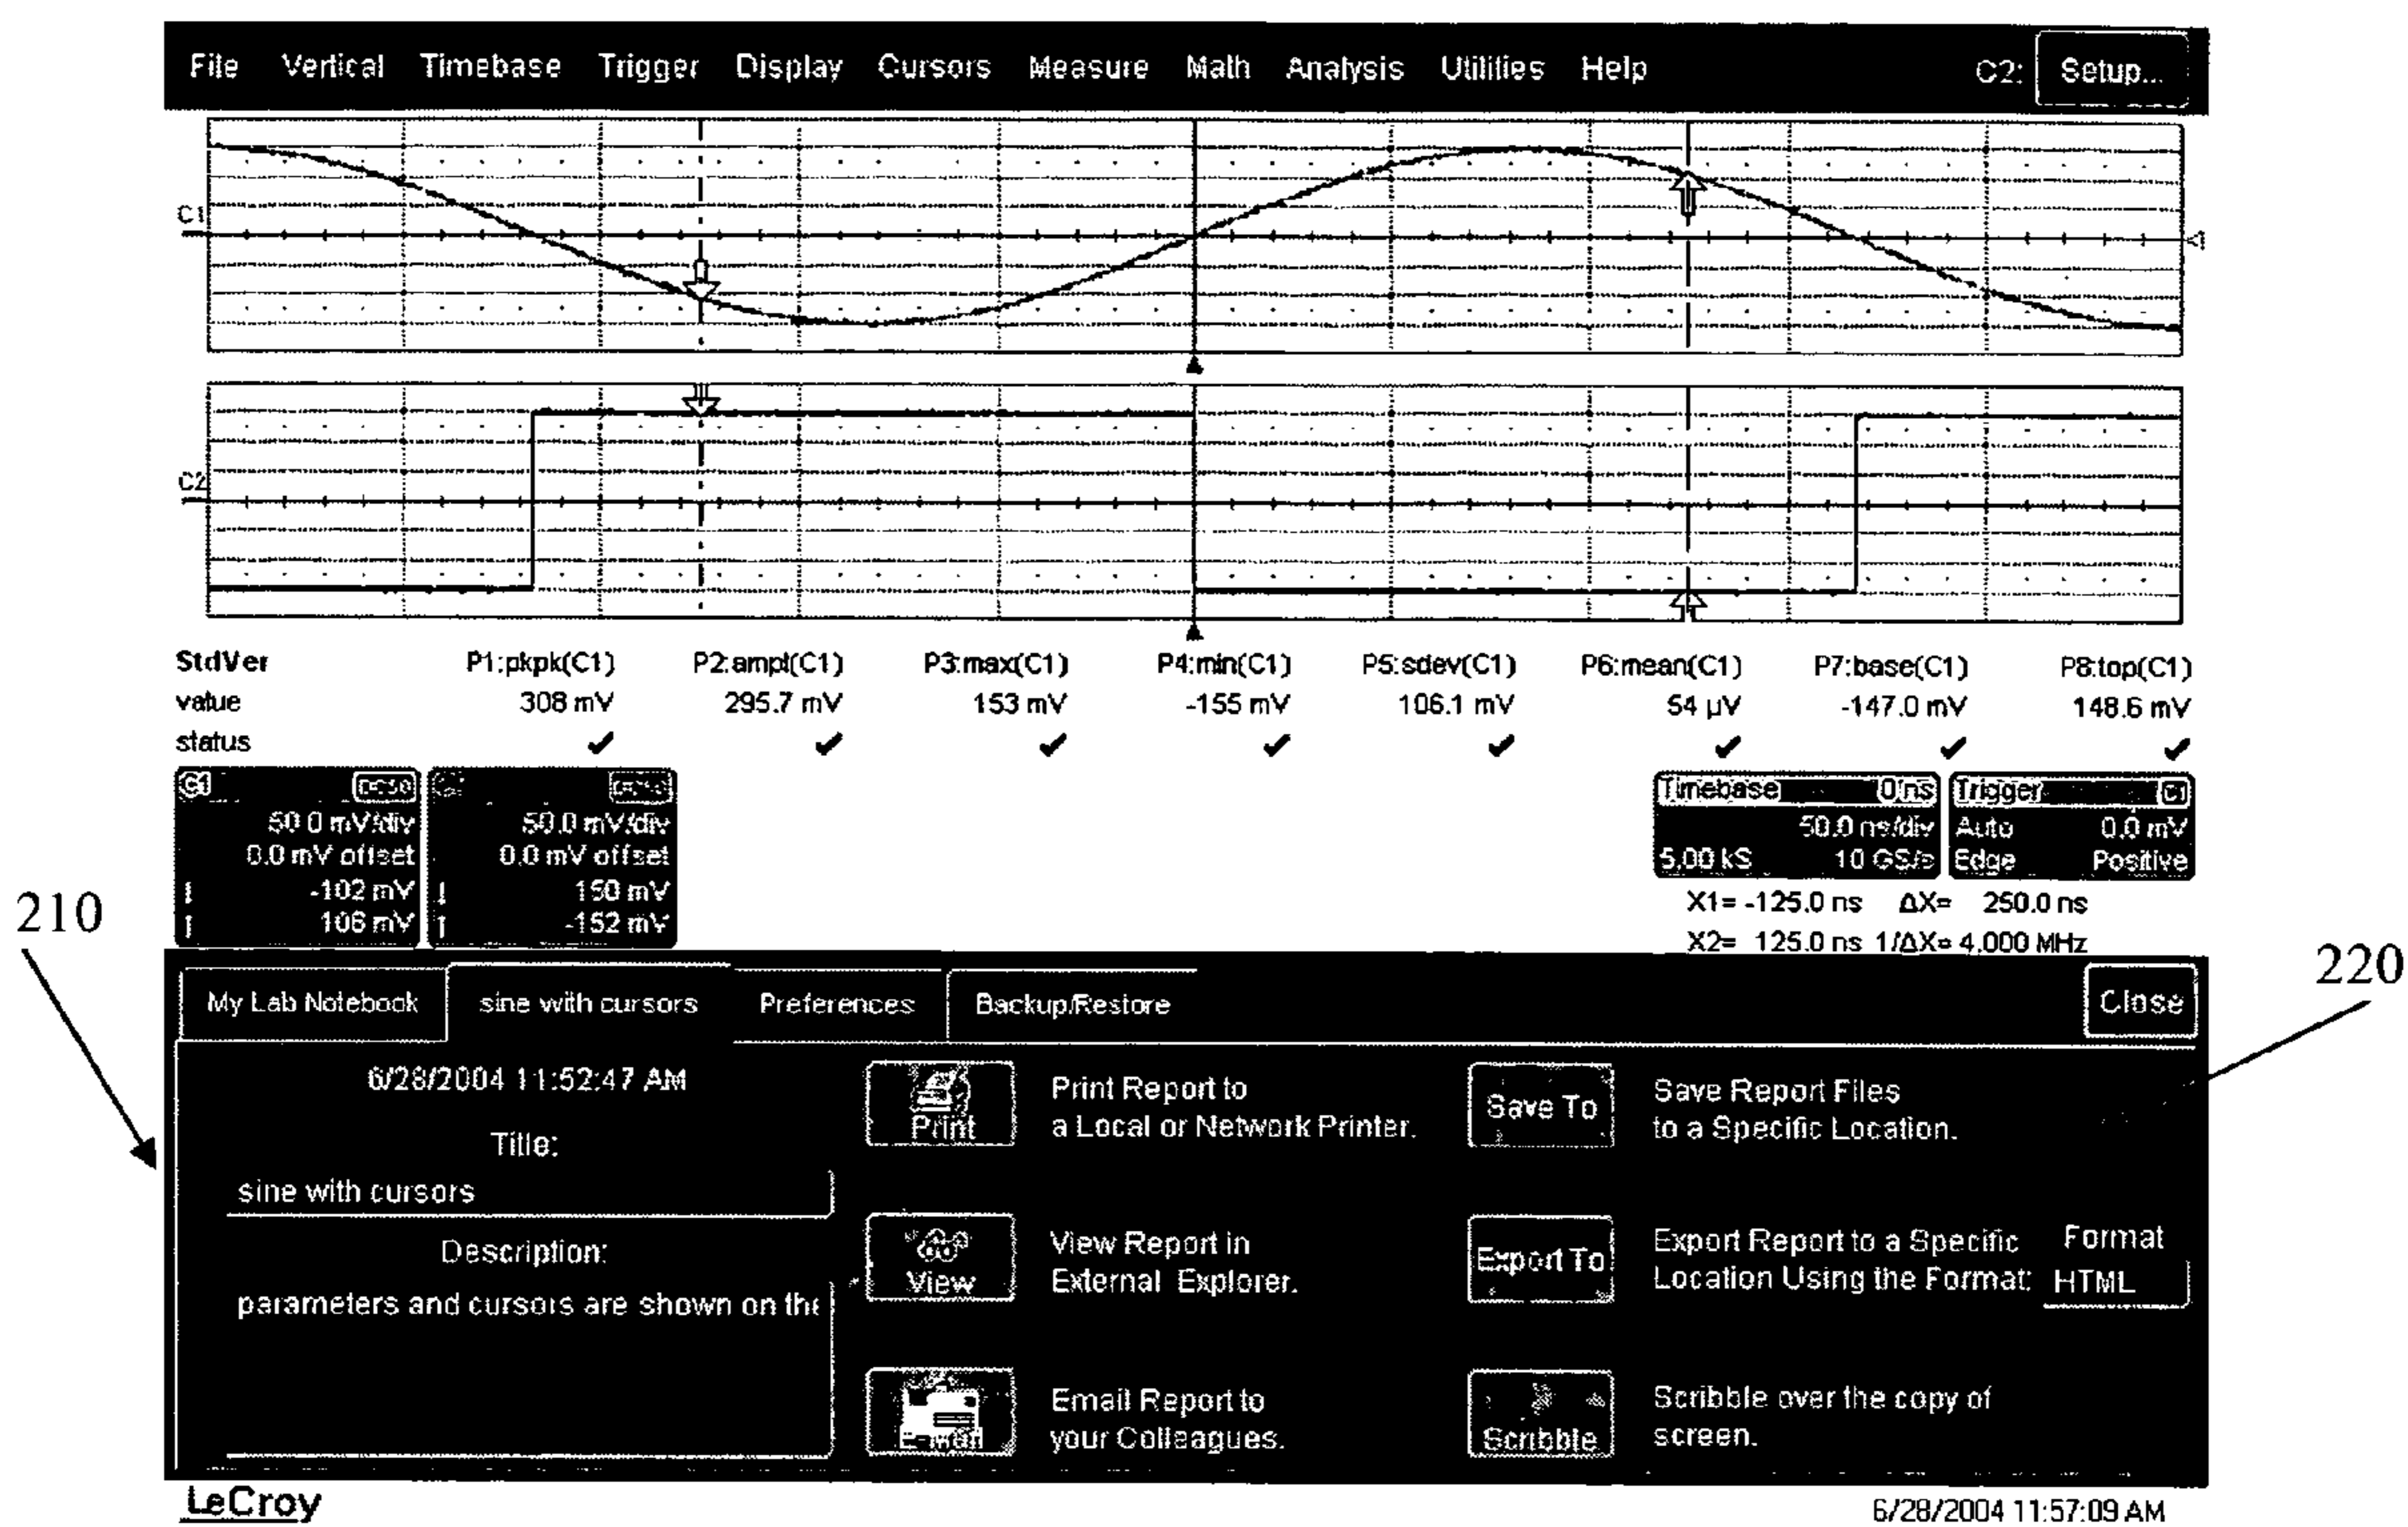 File Vertical Timebase Trigger Display Cursors Measure Math Analysis Utilities Help C2: Setup...
C1
C2
StdVer P1:pkpk(C1) P2:ampl(C1) P3:max(C1) P4:min(C1) P5:sdev(C1) P6:mean(C1) P7:base(C1) P8:top(C1)
value 308 mV 295.7 mV 153 mV -155 mV 106.1 mV 54 µV -147.0 mV 148.6 mV
status
C1 DC50
50.0 mV/div 50.0 mV/div
0.0 mV offset 0.0 mV offset
-102 mV 150 mV
106 mV -152 mV
Timebase 0 ns Trigger C1
50.0 ns/div Auto 0.0 mV
5.00 kS 10 GS/s Edge Positive
X1= -125.0 ns ΔX= 250.0 ns
X2= 125.0 ns 1/ΔX= 4.000 MHz
210
220
My Lab Notebook sine with cursors Preferences Backup/Restore Close
6/28/2004 11:52:47 AM
Title:
sine with cursors
Description:
parameters and cursors are shown on the
Print
Print Report to
a Local or Network Printer.
Save To
Save Report Files
to a Specific Location.
View
View Report in
External Explorer.
Export To
Export Report to a Specific
Location Using the Format:
Format
HTML
E-mail
Email Report to
your Colleagues.
Scribble
Scribble over the copy of
screen.
LeCroy
6/28/2004 11:57:09 AM